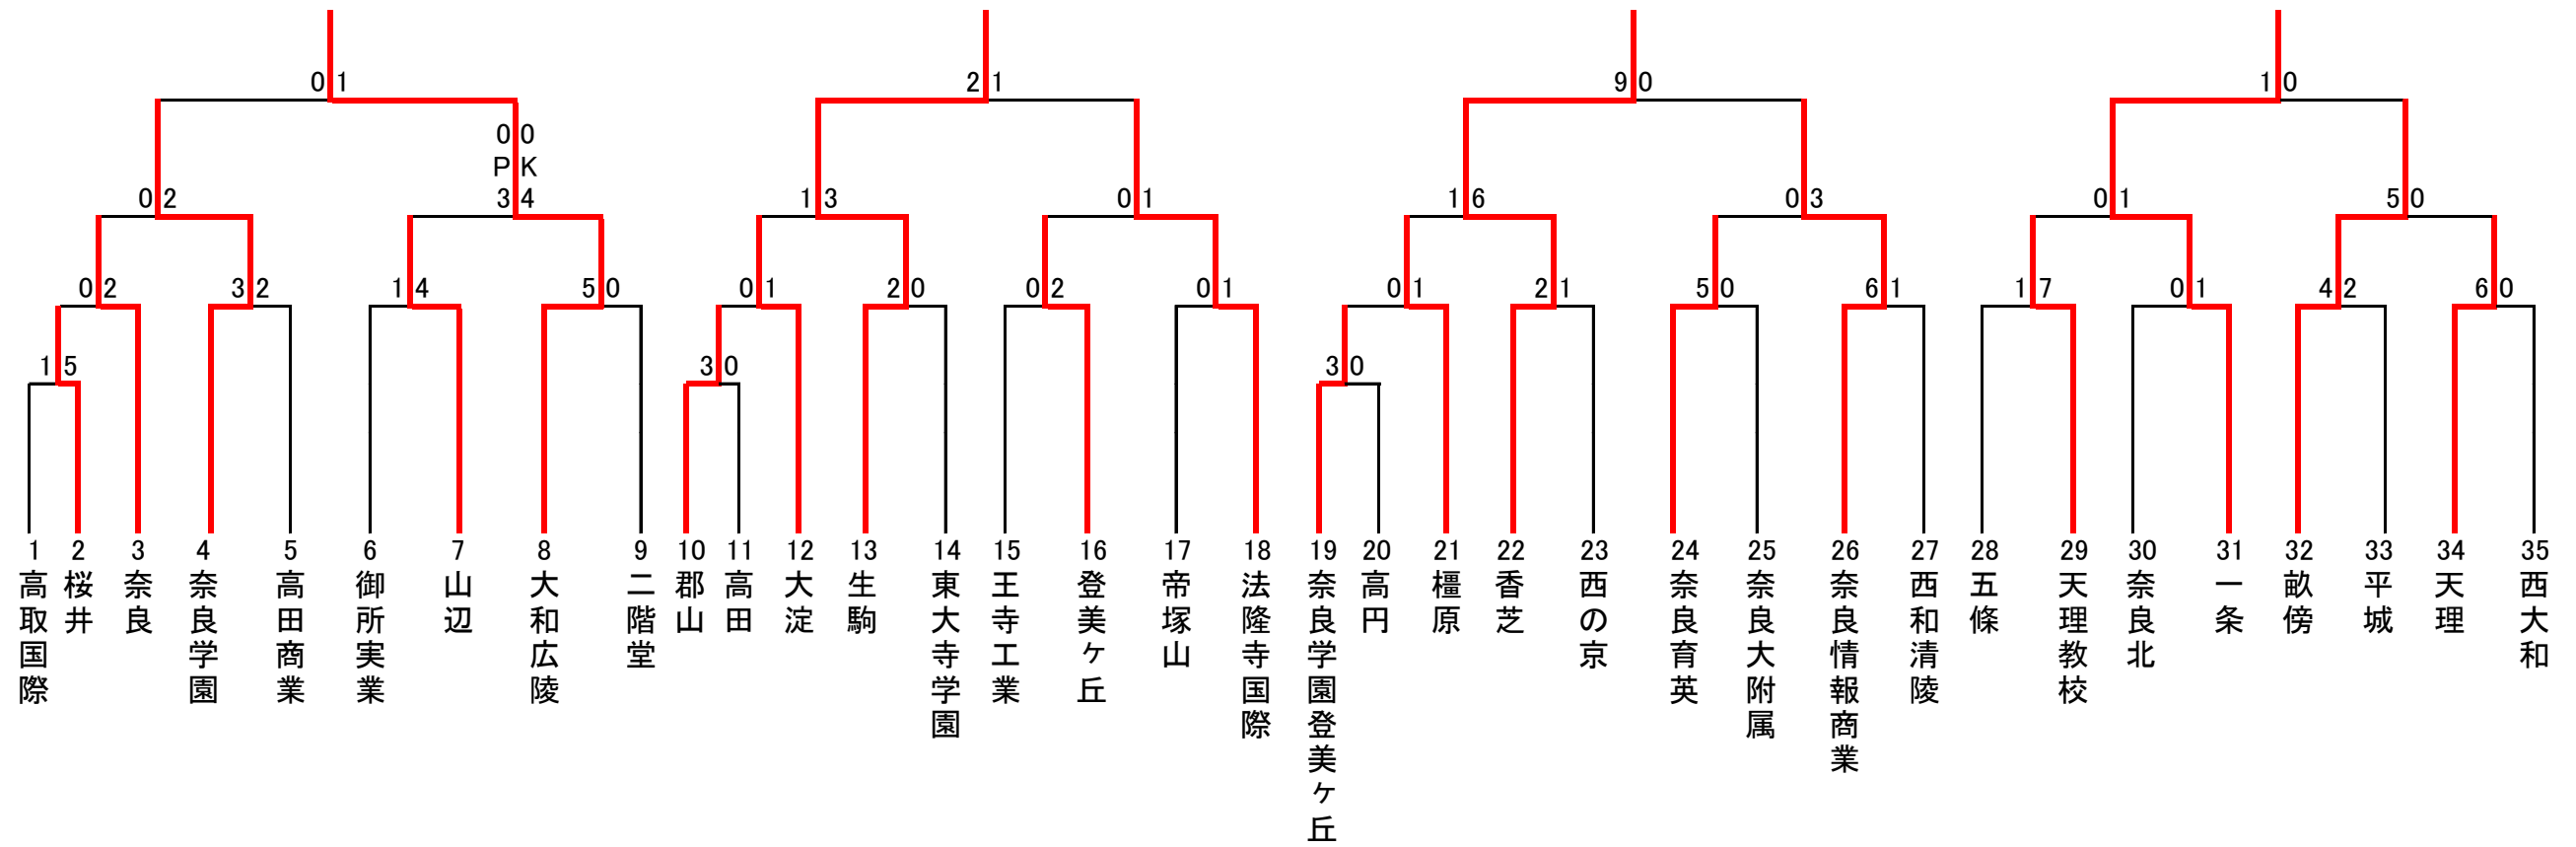 0 1
2 1
9 0
1 0
0 0
P K
0 2
3 4
1 3
0 1
1 6
0 3
0 1
5 0
0 2
3 2
1 4
5 0
0 1
2 0
0 2
0 1
0 1
2 1
5 0
6 1
1 7
0 1
4 2
6 0
1 5
3 0
3 0
1 高取国際
2 桜井
3 奈良
4 奈良学園
5 高田商業
6 御所実業
7 山辺
8 大和広陵
9 二階堂
10 郡山
11 高田
12 大淀
13 生駒
14 東大寺学園
15 王寺工業
16 登美ヶ丘
17 帝塚山
18 法隆寺国際
19 奈良学園登美ヶ丘
20 高円
21 橿原
22 香芝
23 西の京
24 奈良育英
25 奈良大附属
26 奈良情報商業
27 西和清陵
28 五條
29 天理教校
30 奈良北
31 一条
32 畝傍
33 平城
34 天理
35 西大和